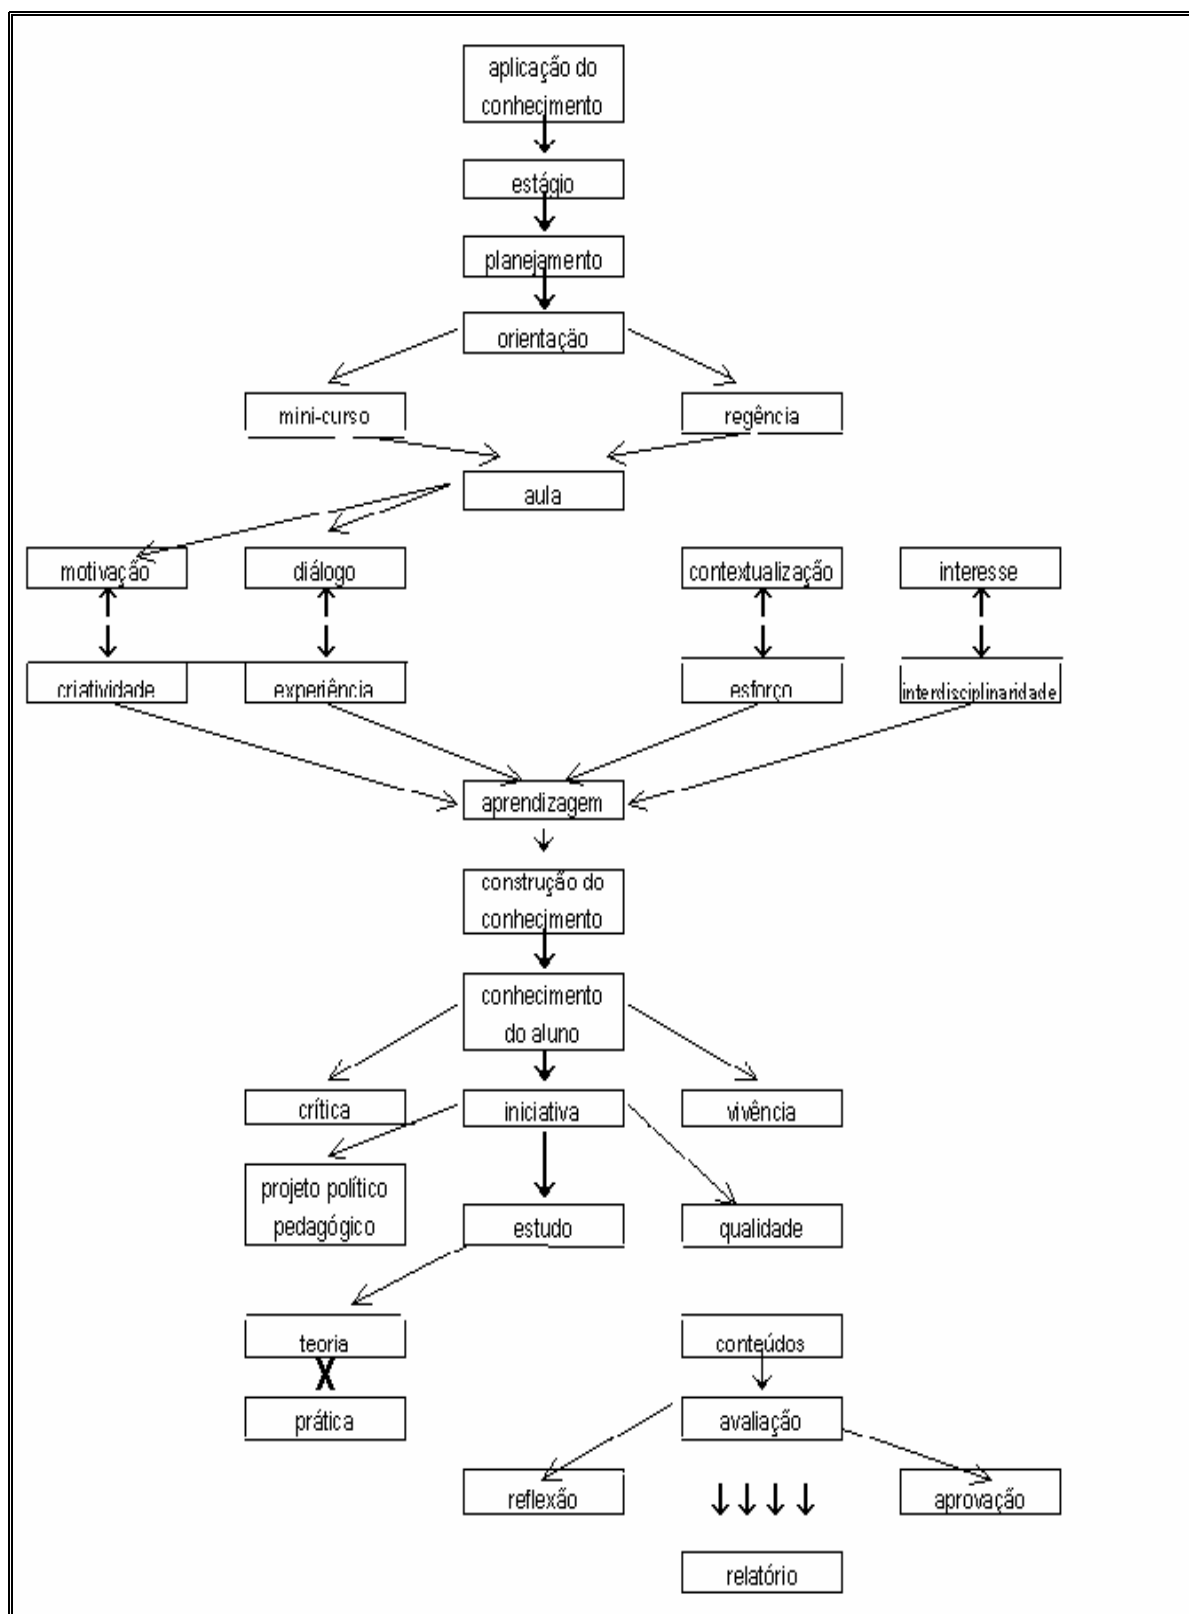 aplicação do
conhecimento
estágio
planejamento
orientação
mini-curso
regência
aula
motivação
diálogo
contextualização
interesse
criatividade
experiência
esforço
interdisciplinaridade
aprendizagem
construção do
conhecimento
conhecimento
do aluno
crítica
iniciativa
vivência
projeto político
pedagógico
estudo
qualidade
teoria
conteúdos
X
prática
avaliação
reflexão
aprovação
relatório